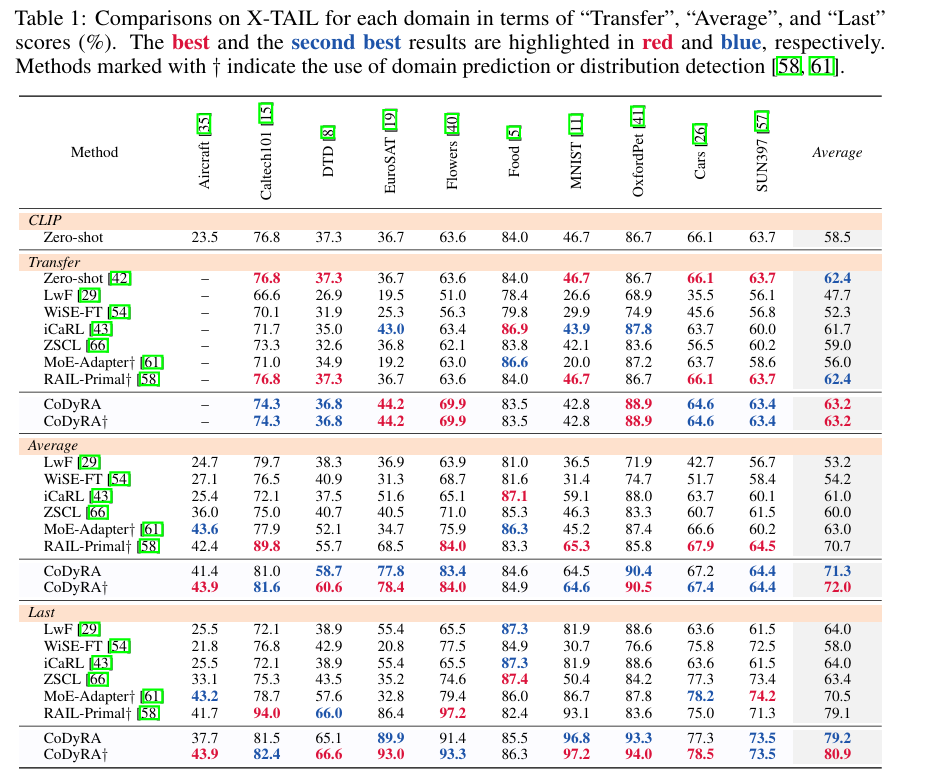 Table 1: Comparisons on X-TAIL for each domain in terms of “Transfer”, “Average”, and “Last”
scores (%). The best and the second best results are highlighted in red and blue, respectively.
Methods marked with † indicate the use of domain prediction or distribution detection [58, 61].
Method Aircraft [35] Caltech101 [15] DTD [8] EuroSAT [19] Flowers [40] Food [5] MNIST [11] OxfordPet [41] Cars [26] SUN397 [57] Average
CLIP
Zero-shot 23.5 76.8 37.3 36.7 63.6 84.0 46.7 86.7 66.1 63.7 58.5
Transfer
Zero-shot [42] – 76.8 37.3 36.7 63.6 84.0 46.7 86.7 66.1 63.7 62.4
LwF [29] – 66.6 26.9 19.5 51.0 78.4 26.6 68.9 35.5 56.1 47.7
WiSE-FT [54] – 70.1 31.9 25.3 56.3 79.8 29.9 74.9 45.6 56.8 52.3
iCaRL [43] – 71.7 35.0 43.0 63.4 86.9 43.9 87.8 63.7 60.0 61.7
ZSCL [66] – 73.3 32.6 36.8 62.1 83.8 42.1 83.6 56.5 60.2 59.0
MoE-Adapter† [61] – 71.0 34.9 19.2 63.0 86.6 20.0 87.2 63.7 58.6 56.0
RAIL-Primal† [58] – 76.8 37.3 36.7 63.6 84.0 46.7 86.7 66.1 63.7 62.4
CoDyRA – 74.3 36.8 44.2 69.9 83.5 42.8 88.9 64.6 63.4 63.2
CoDyRA† – 74.3 36.8 44.2 69.9 83.5 42.8 88.9 64.6 63.4 63.2
Average
LwF [29] 24.7 79.7 38.3 36.9 63.9 81.0 36.5 71.9 42.7 56.7 53.2
WiSE-FT [54] 27.1 76.5 40.9 31.3 68.7 81.6 31.4 74.7 51.7 58.4 54.2
iCaRL [43] 25.4 72.1 37.5 51.6 65.1 87.1 59.1 88.0 63.7 60.1 61.0
ZSCL [66] 36.0 75.0 40.7 40.5 71.0 85.3 46.3 83.3 60.7 61.5 60.0
MoE-Adapter† [61] 43.6 77.9 52.1 34.7 75.9 86.3 45.2 87.4 66.6 60.2 63.0
RAIL-Primal† [58] 42.4 89.8 55.7 68.5 84.0 83.3 65.3 85.8 67.9 64.5 70.7
CoDyRA 41.4 81.0 58.7 77.8 83.4 84.6 64.5 90.4 67.2 64.4 71.3
CoDyRA† 43.9 81.6 60.6 78.4 84.0 84.9 64.6 90.5 67.4 64.4 72.0
Last
LwF [29] 25.5 72.1 38.9 55.4 65.5 87.3 81.9 88.6 63.6 61.5 64.0
WiSE-FT [54] 21.8 76.8 42.9 20.8 77.5 84.9 30.7 76.6 75.8 72.5 58.0
iCaRL [43] 25.5 72.1 38.9 55.4 65.5 87.3 81.9 88.6 63.6 61.5 64.0
ZSCL [66] 33.1 75.3 43.5 35.2 74.6 87.4 50.4 84.2 77.3 73.4 63.4
MoE-Adapter† [61] 43.2 78.7 57.6 32.8 79.4 86.0 86.7 87.8 78.2 74.2 70.5
RAIL-Primal† [58] 41.7 94.0 66.0 86.4 97.2 82.4 93.1 83.6 75.0 71.3 79.1
CoDyRA 37.7 81.5 65.1 89.9 91.4 85.5 96.8 93.3 77.3 73.5 79.2
CoDyRA† 43.9 82.4 66.6 93.0 93.3 86.3 97.2 94.0 78.5 73.5 80.9